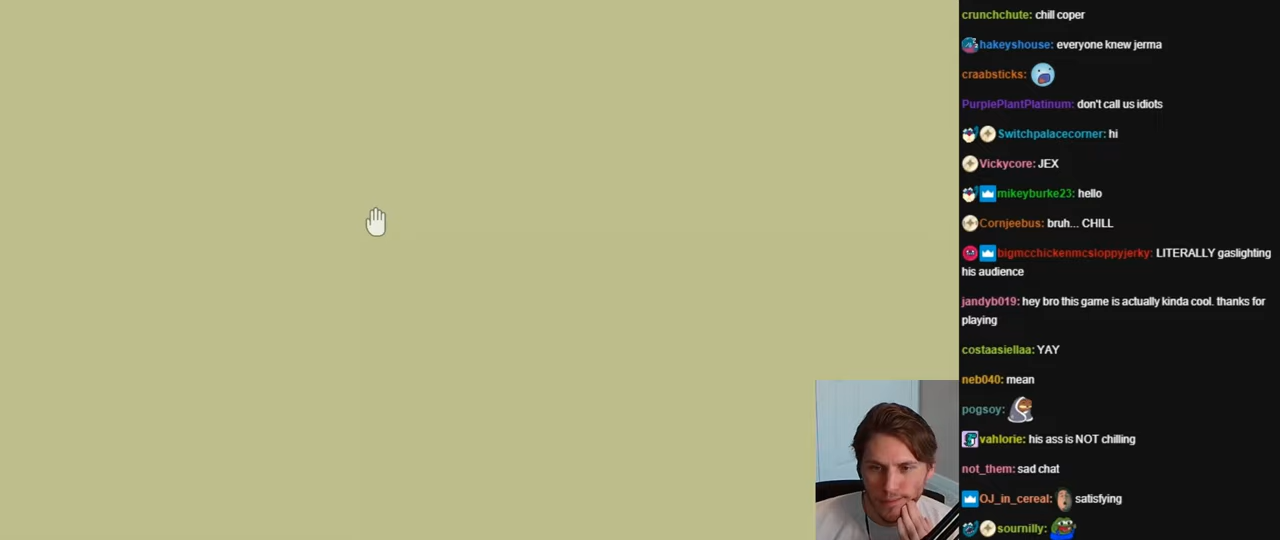 crunchchute: chill coper
hakeyshouse: everyone knew jerma
craabsticks:
PurplePlantPlatinum: don't call us idiots
Switchpalacecorner: hi
Vickycore: JEX
mikeyburke23: hello
Cornjeebus: bruh... CHILL
bigmcchickenmcsloppyjerky: LITERALLY gaslighting
his audience
jandyb019: hey bro this game is actually kinda cool. thanks for
playing
costaasiellaa: YAY
neb040: mean
pogsoy:
vahlorie: his ass is NOT chilling
not_them: sad chat
OJ_in_cereal: satisfying
sournilly: